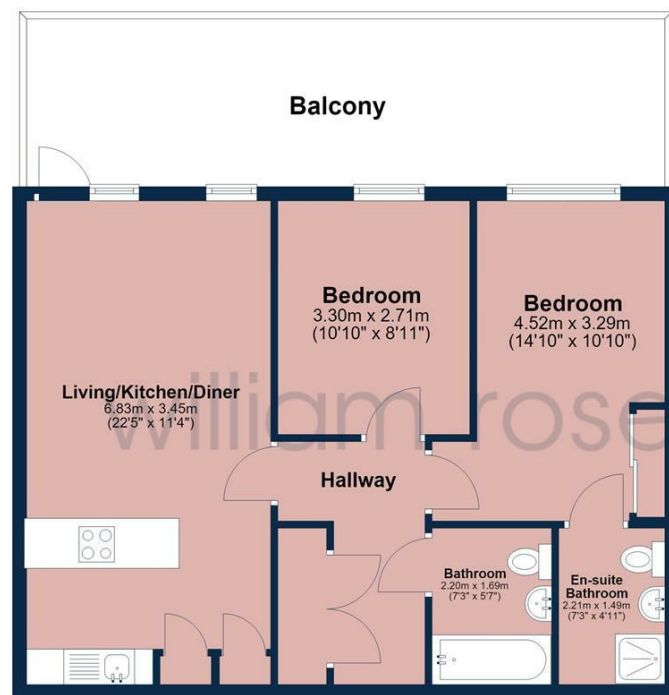 Balcony
Bedroom
3.30m x 2.71m
(10'10" x 8'11")
Bedroom
4.52m x 3.29m
(14'10" x 10'10")
Living/Kitchen/Diner
6.83m x 3.45m
(22'5" x 11'4")
william rose
Hallway
Bathroom
2.20m x 1.69m
(7'3" x 5'7")
En-suite
Bathroom
2.21m x 1.49m
(7'3" x 4'11")